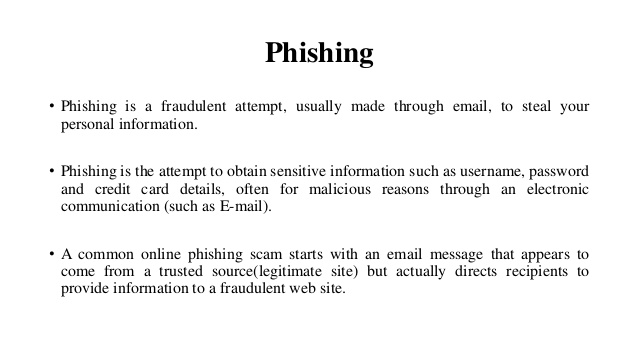 Phishing
• Phishing is a fraudulent attempt, usually made through email, to steal your
personal information.
• Phishing is the attempt to obtain sensitive information such as username, password
and credit card details, often for malicious reasons through an electronic
communication (such as E-mail).
• A common online phishing scam starts with an email message that appears to
come from a trusted source(legitimate site) but actually directs recipients to
provide information to a fraudulent web site.